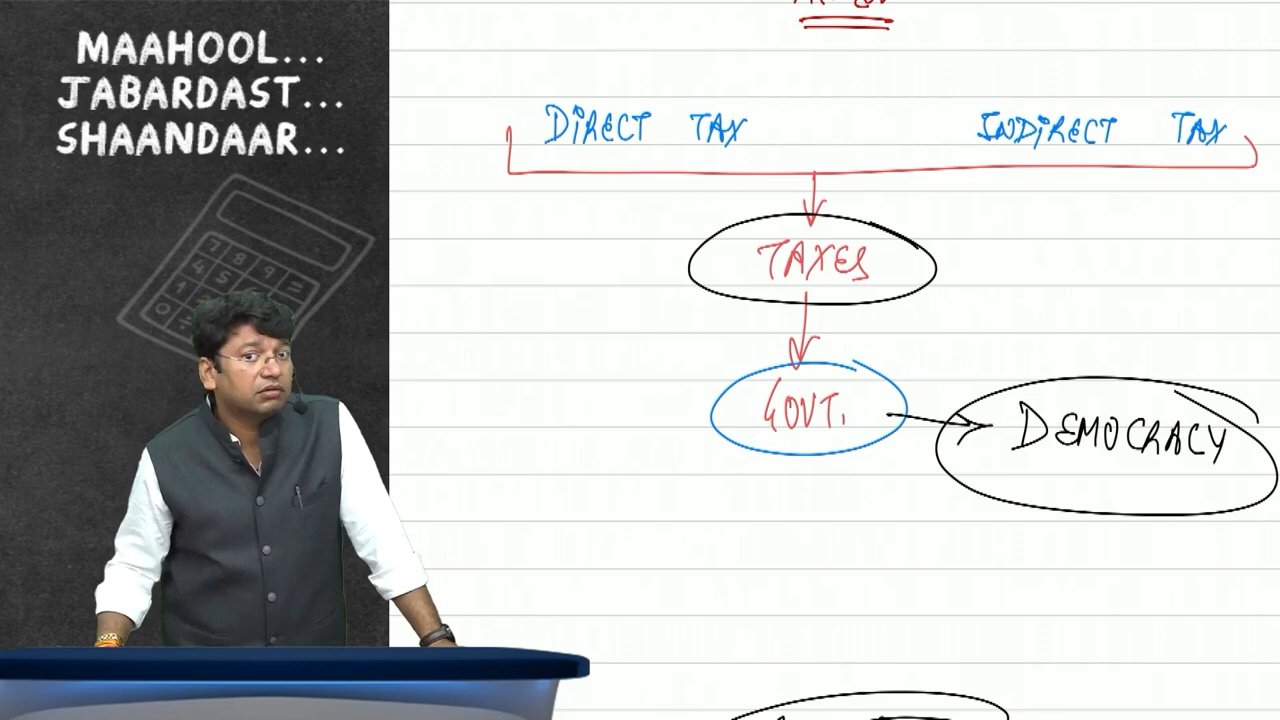 MAAHOOL...
JABARDAST...
SHAANDAAR...
DIRECT TAX
INDIRECT TAX
TAXES
GOVT.
DEMOCRACY